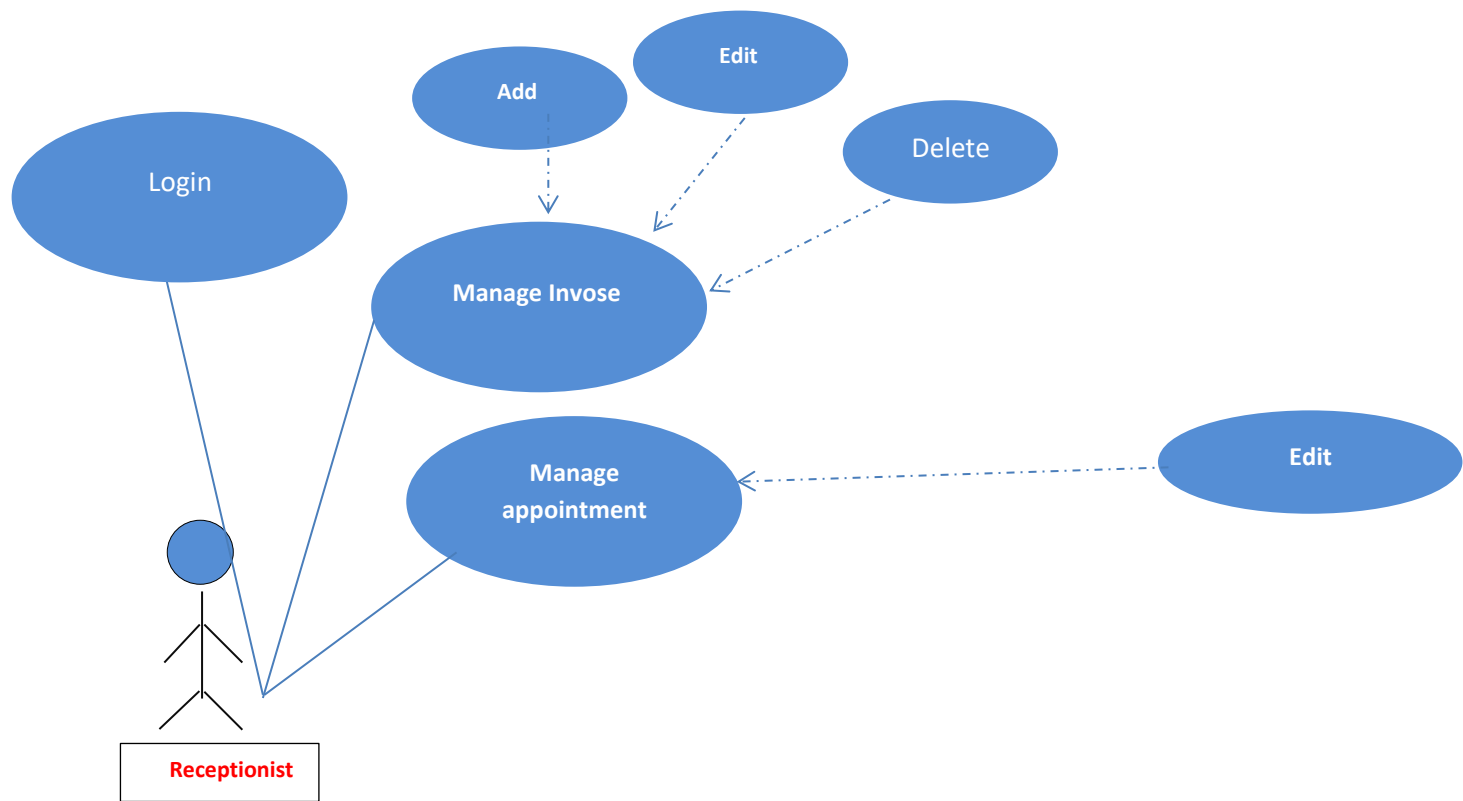 Edit
Add
Delete
Login
Manage Invose
Manage
appointment
Edit
Receptionist